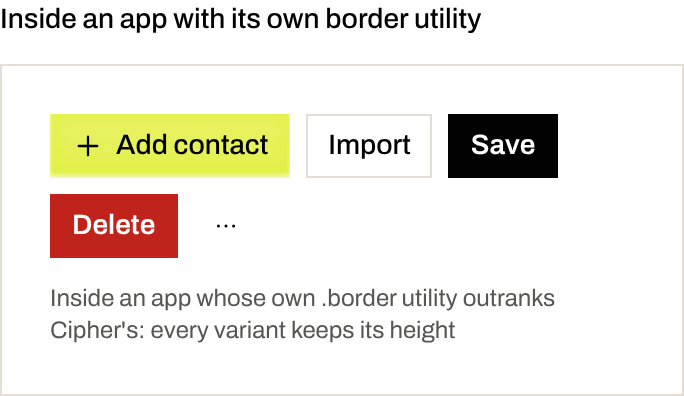 Inside an app with its own border utility
+ Add contact Import Save
Delete ...
Inside an app whose own .border utility outranks
Cipher's: every variant keeps its height